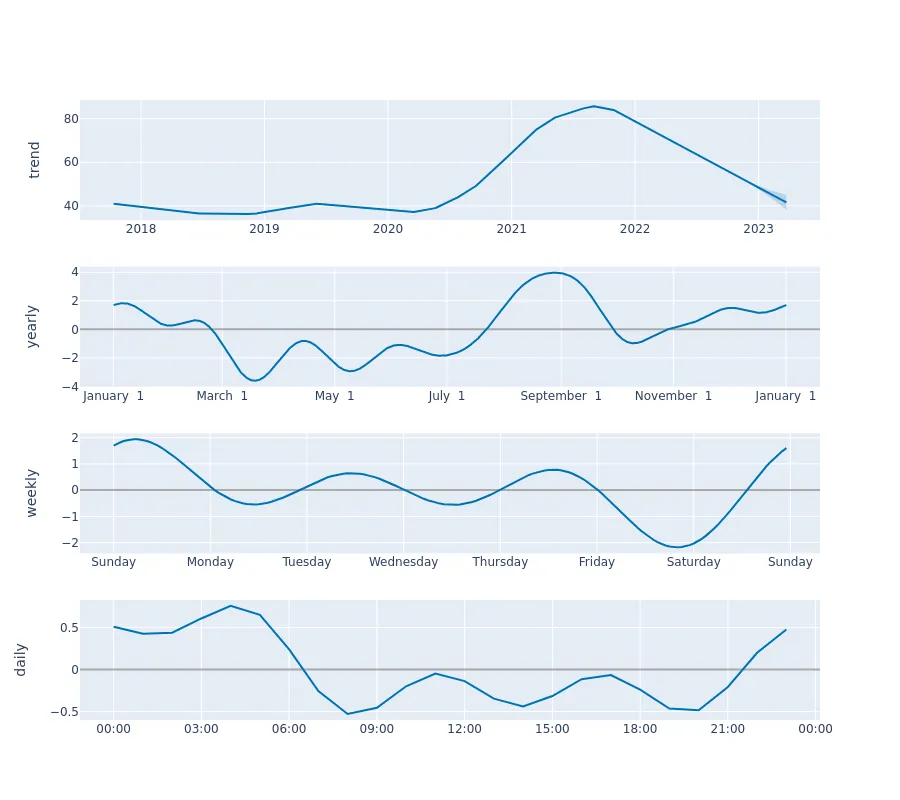 trend
80
60
40
2018 2019 2020 2021 2022 2023
yearly
4
2
0
−2
−4
January 1 March 1 May 1 July 1 September 1 November 1 January 1
weekly
2
1
0
−1
−2
Sunday Monday Tuesday Wednesday Thursday Friday Saturday Sunday
daily
0.5
0
−0.5
00:00 03:00 06:00 09:00 12:00 15:00 18:00 21:00 00:00